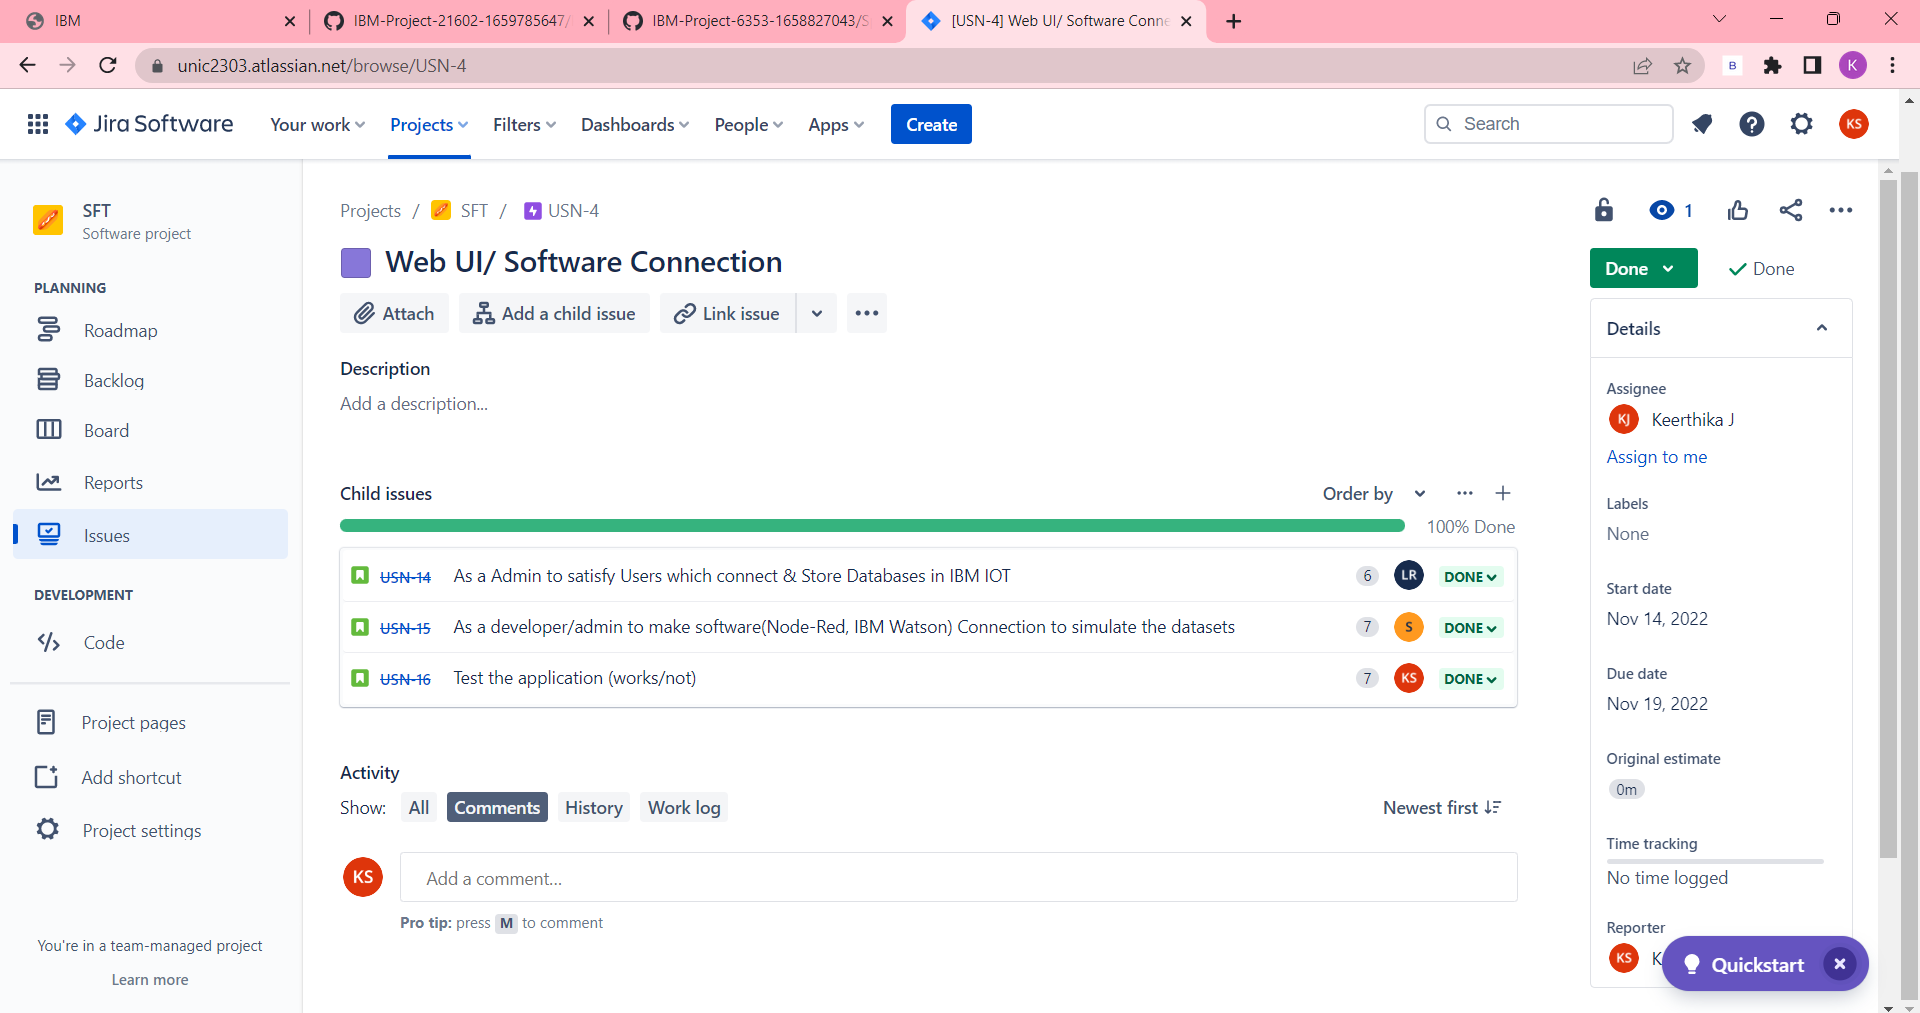 IBM
IBM-Project-21602-1659785647/
IBM-Project-6353-1658827043/S
[USN-4] Web UI/ Software Conne
unic2303.atlassian.net/browse/USN-4
B
K
Jira Software
Your work
Projects
Filters
Dashboards
People
Apps
Create
Search
KS
SFT
Software project
PLANNING
Roadmap
Backlog
Board
Reports
Issues
DEVELOPMENT
Code
Project pages
Add shortcut
Project settings
You're in a team-managed project
Learn more
Projects / SFT / USN-4
1
Web UI/ Software Connection
Attach
Add a child issue
Link issue
Description
Add a description...
Child issues
Order by
100% Done
USN-14 As a Admin to satisfy Users which connect & Store Databases in IBM IOT 6 LR DONE
USN-15 As a developer/admin to make software(Node-Red, IBM Watson) Connection to simulate the datasets 7 S DONE
USN-16 Test the application (works/not) 7 KS DONE
Activity
Show: All Comments History Work log
Newest first
KS
Add a comment...
Pro tip: press M to comment
Done
Done
Details
Assignee
KJ Keerthika J
Assign to me
Labels
None
Start date
Nov 14, 2022
Due date
Nov 19, 2022
Original estimate
0m
Time tracking
No time logged
Reporter
KS K
Quickstart